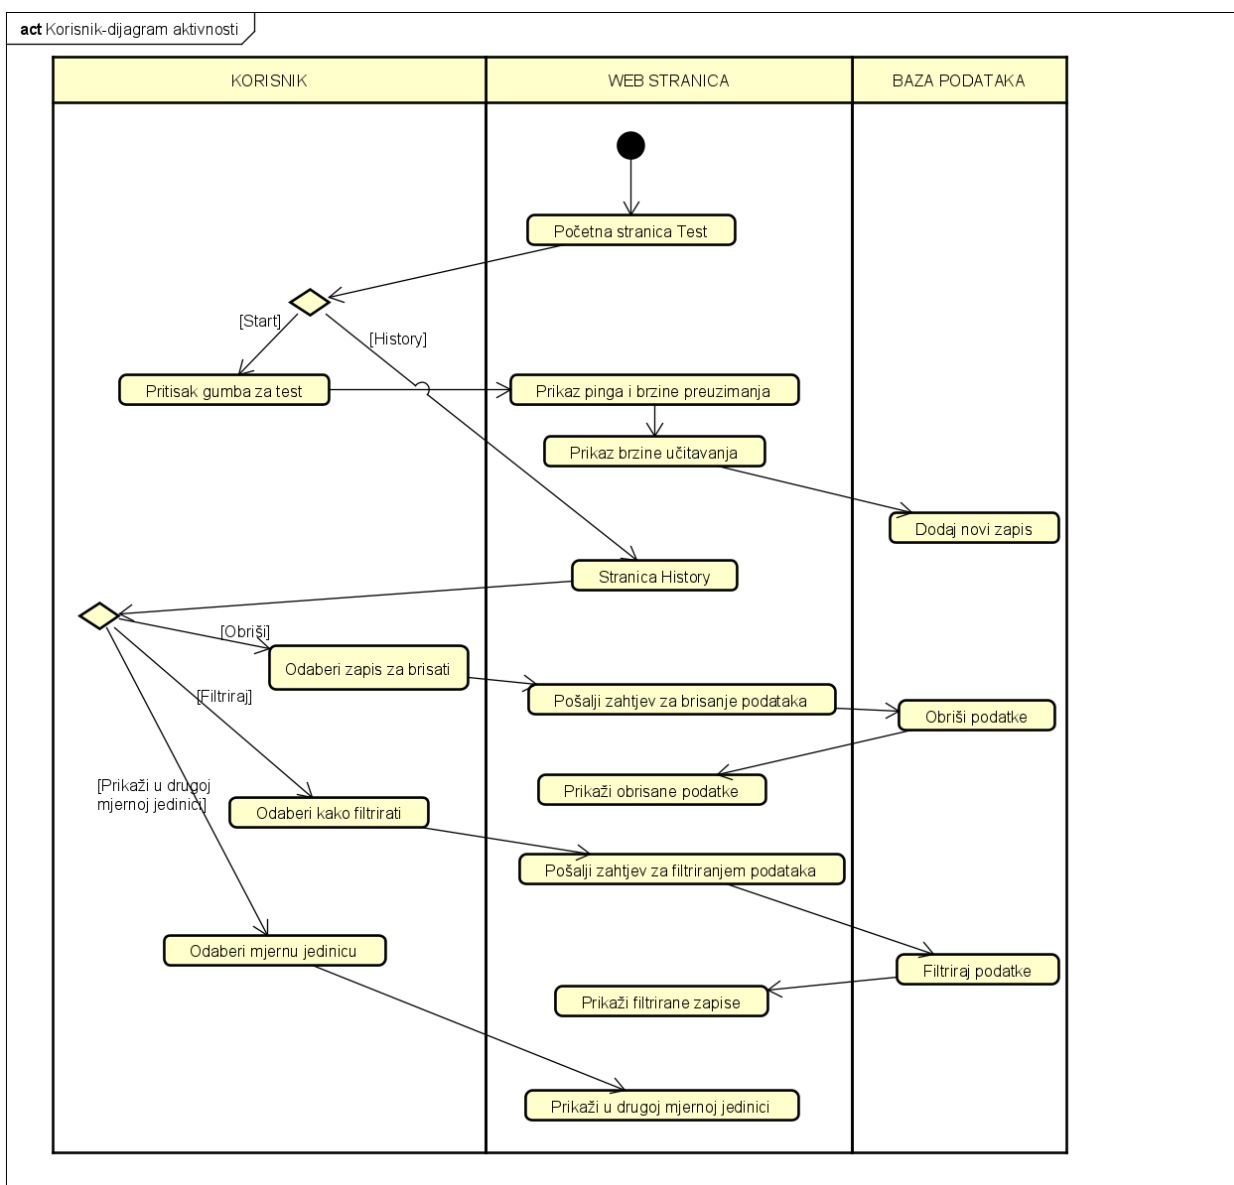 act Korisnik-dijagram aktivnosti
KORISNIK
WEB STRANICA
BAZA PODATAKA
Početna stranica Test
[Start]
[History]
Pritisak gumba za test
Prikaz pinga i brzine preuzimanja
Prikaz brzine učitavanja
Dodaj novi zapis
Stranica History
[Obriši]
Odaberi zapis za brisati
Pošalji zahtjev za brisanje podataka
Obriši podatke
[Filtriraj]
[Prikaži u drugoj
mjernoj jedinici]
Prikaži obrisane podatke
Odaberi kako filtrirati
Pošalji zahtjev za filtriranjem podataka
Odaberi mjernu jedinicu
Filtriraj podatke
Prikaži filtrirane zapise
Prikaži u drugoj mjernoj jedinici